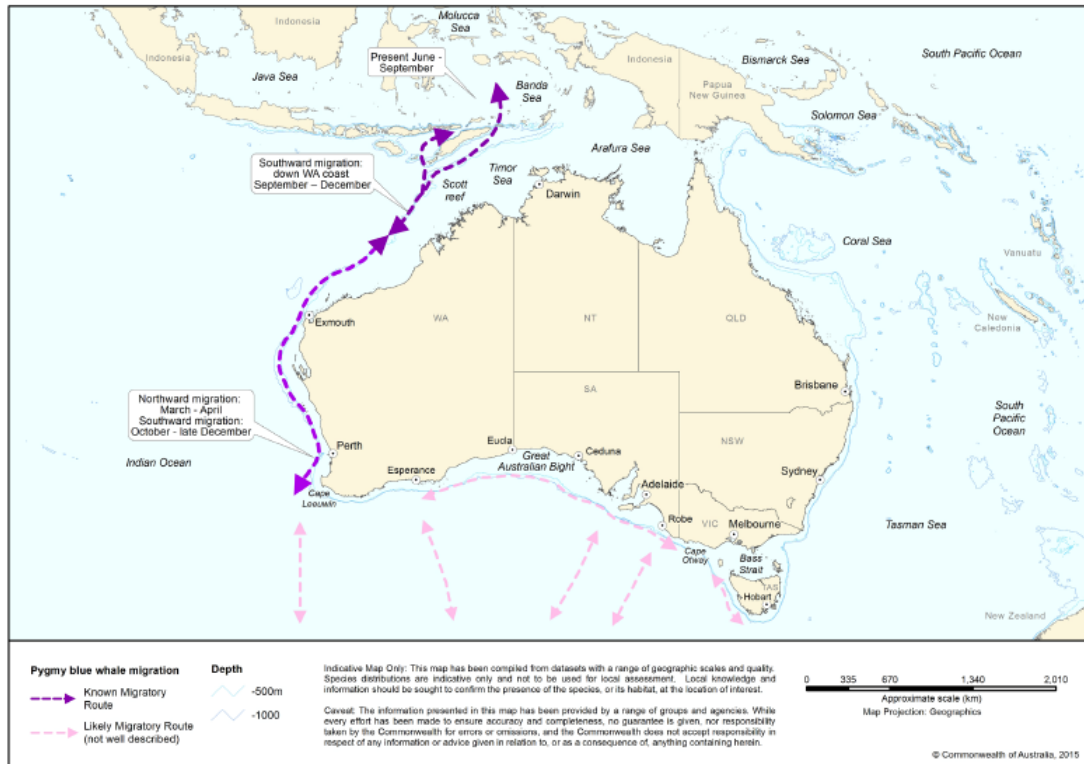 Indonesia
Molucca
Sea
Indonesia
Present June -
September
Java Sea
Banda
Sea
Indonesia
Papua
New Guinea
Bismarck Sea
South Pacific Ocean
Solomon Sea
Southward migration:
down WA coast
September – December
Scott
reef
Timor
Sea
Arafura Sea
Darwin
Coral Sea
Vanuatu
New
Caledonia
Exmouth
WA
NT
QLD
SA
Brisbane
Northward migration:
March - April
Southward migration:
October - late December
Indian Ocean
Perth
Eucla
Great
Australian Bight
Ceduna
NSW
South
Pacific
Ocean
Esperance
Cape
Leeuwin
Adelaide
Sydney
Robe
VIC
Melbourne
Tasman Sea
Cape
Otway
Bass
Strait
TAS
Hobart
New Zealand
Pygmy blue whale migration
Known Migratory
Route
Likely Migratory Route
(not well described)
Depth
-500m
-1000
Indicative Map Only: This map has been compiled from datasets with a range of geographic scales and quality.
Species distributions are indicative only and not to be used for local assessment. Local knowledge and
information should be sought to confirm the presence of the species, or its habitat, at the location of interest.
Caveat: The information presented in this map has been provided by a range of groups and agencies. While
every effort has been made to ensure accuracy and completeness, no guarantee is given, nor responsibility
taken by the Commonwealth for errors or omissions, and the Commonwealth does not accept responsibility in
respect of any information or advice given in relation to, or as a consequence of, anything containing herein.
0 335 670 1,340 2,010
Approximate scale (km)
Map Projection: Geographics
© Commonwealth of Australia, 2015